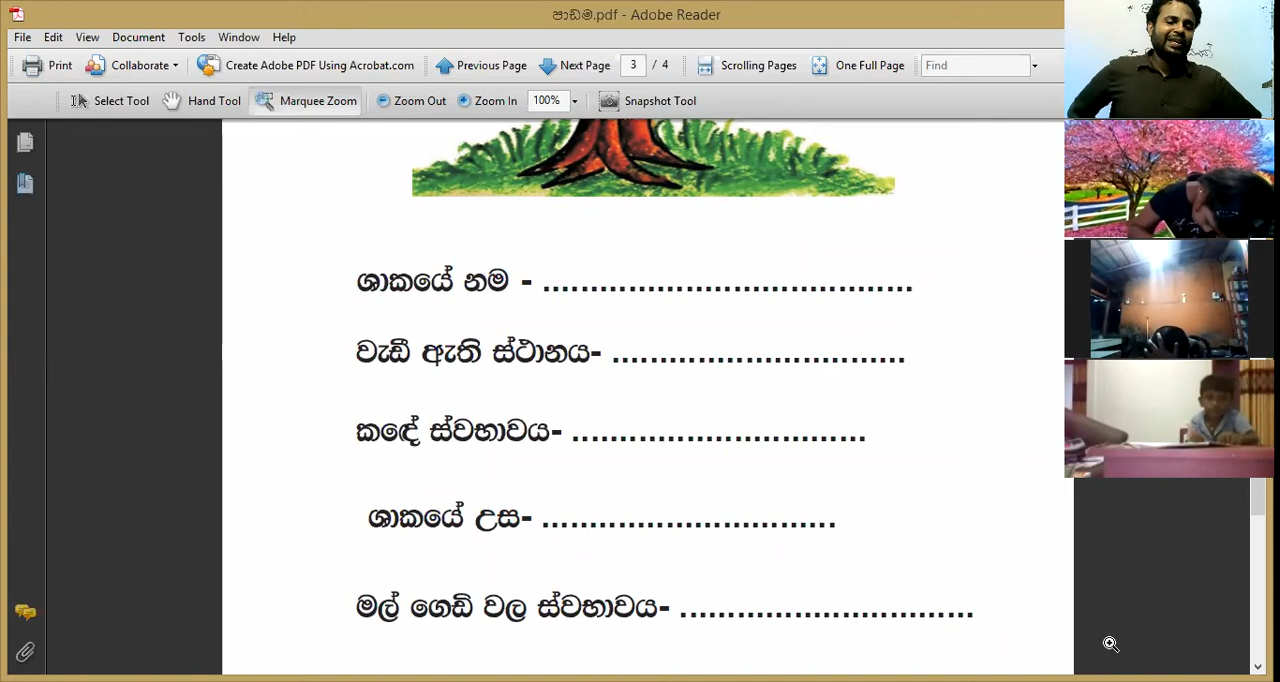 පාඩම.pdf - Adobe Reader
File Edit View Document Tools Window Help
Print Collaborate Create Adobe PDF Using Acrobat.com Previous Page Next Page 3 / 4 Scrolling Pages One Full Page Find
Select Tool Hand Tool Marquee Zoom Zoom Out Zoom In 100% Snapshot Tool
ශාකයේ නම - .......................................
වැඩී ඇති ස්ථානය- ...............................
කඳේ ස්වභාවය- ...............................
ශාකයේ උස- ...............................
මල් ගෙඩි වල ස්වභාවය- ...............................